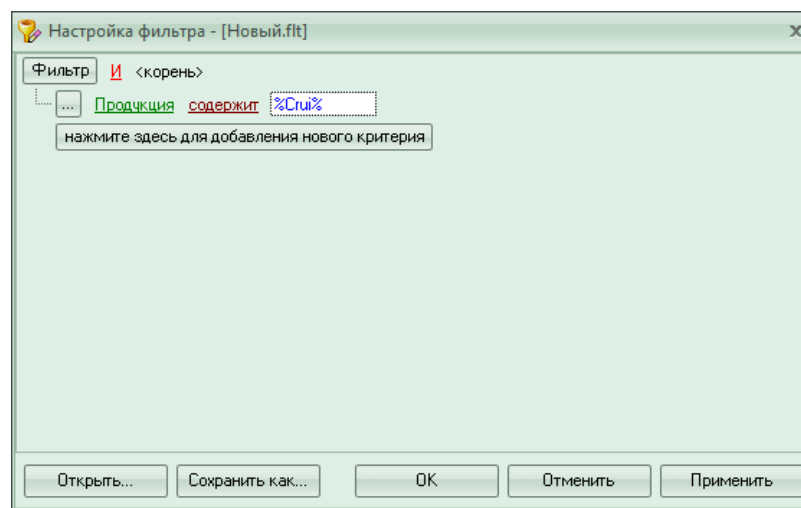 Настройка фильтра - [Новый.flt]
Фильтр И <корень>
... Продукция содержит %Crui%
нажмите здесь для добавления нового критерия
Открыть... Сохранить как... OK Отменить Применить